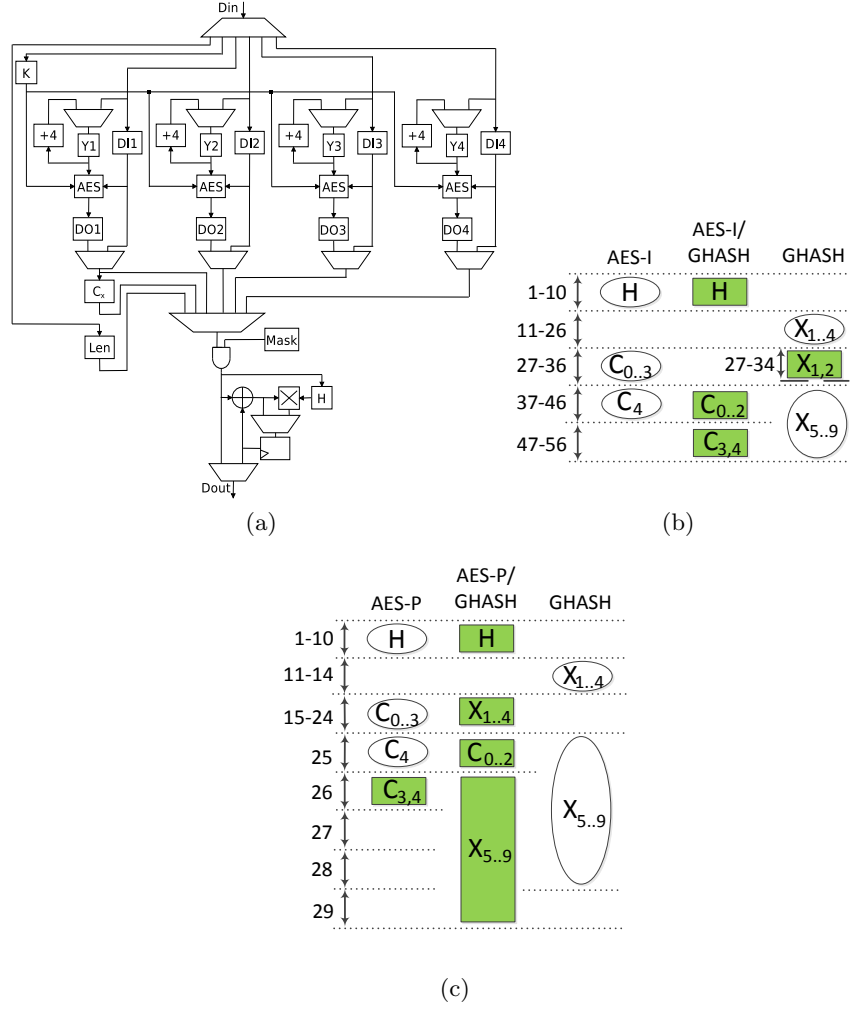 Din
K
+4
Y1
DI1
+4
Y2
DI2
+4
Y3
DI3
+4
Y4
DI4
AES
AES
AES
AES
DO1
DO2
DO3
DO4
Cx
Len
Mask
H
Dout
(a)
AES-I
AES-I/
GHASH
GHASH
1-10
H
H
11-26
X1..4
27-36
C0..3
27-34
X1,2
37-46
C4
C0..2
X5..9
47-56
C3,4
(b)
AES-P
AES-P/
GHASH
GHASH
1-10
H
H
11-14
X1..4
15-24
C0..3
X1..4
25
C4
C0..2
26
C3,4
X5..9
X5..9
27
28
29
(c)